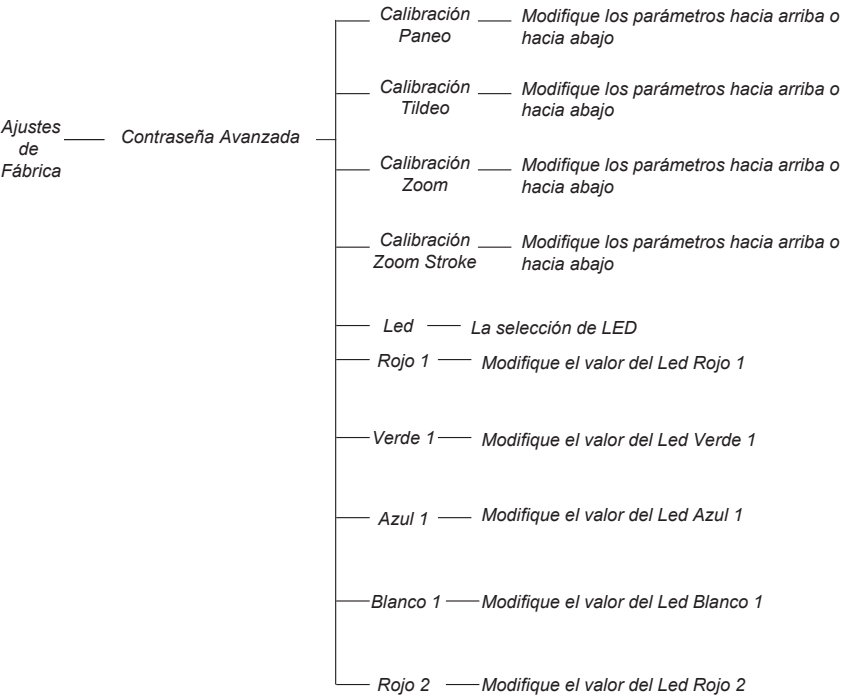 Calibración
Paneo
Modifique los parámetros hacia arriba o
hacia abajo
Calibración
Tildeo
Modifique los parámetros hacia arriba o
hacia abajo
Ajustes
de
Fábrica
Contraseña Avanzada
Calibración
Zoom
Modifique los parámetros hacia arriba o
hacia abajo
Calibración
Zoom Stroke
Modifique los parámetros hacia arriba o
hacia abajo
Led
La selección de LED
Rojo 1
Modifique el valor del Led Rojo 1
Verde 1
Modifique el valor del Led Verde 1
Azul 1
Modifique el valor del Led Azul 1
Blanco 1
Modifique el valor del Led Blanco 1
Rojo 2
Modifique el valor del Led Rojo 2